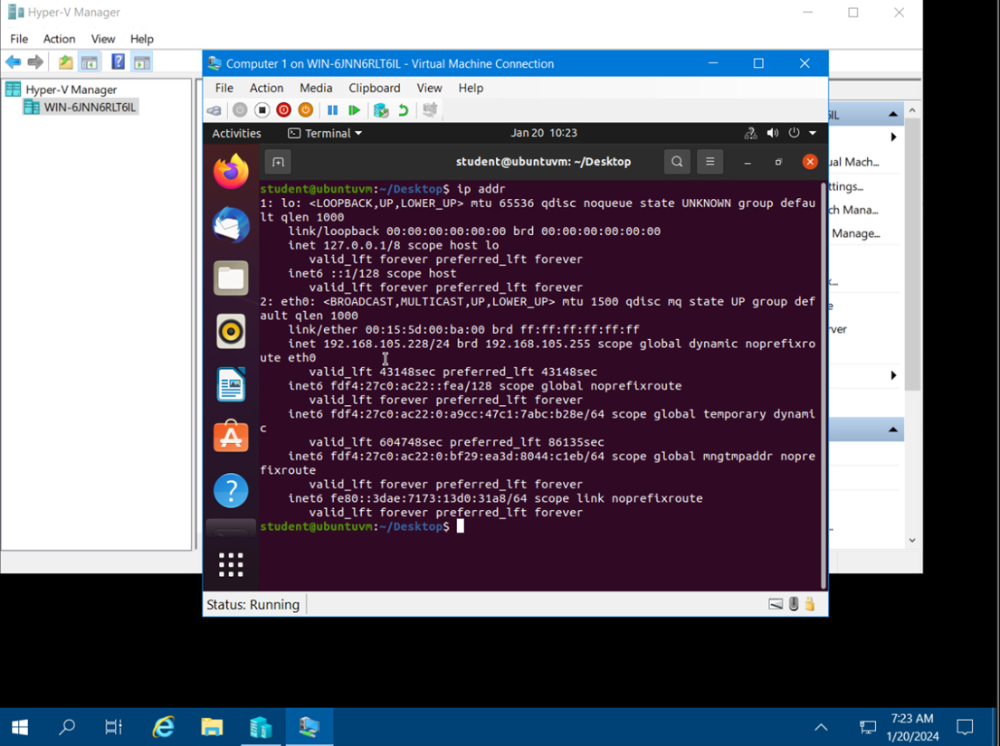 Hyper-V Manager
File Action View Help
Hyper-V Manager
WIN-6JNN6RLT6IL
Computer 1 on WIN-6JNN6RLT6IL - Virtual Machine Connection
File Action Media Clipboard View Help
Activities Terminal Jan 20 10:23
student@ubuntuvm: ~/Desktop
student@ubuntuvm:~/Desktop$ ip addr
1: lo: <LOOPBACK,UP,LOWER_UP> mtu 65536 qdisc noqueue state UNKNOWN group defau
lt qlen 1000
link/loopback 00:00:00:00:00:00 brd 00:00:00:00:00:00
inet 127.0.0.1/8 scope host lo
valid_lft forever preferred_lft forever
inet6 ::1/128 scope host
valid_lft forever preferred_lft forever
2: eth0: <BROADCAST,MULTICAST,UP,LOWER_UP> mtu 1500 qdisc mq state UP group def
ault qlen 1000
link/ether 00:15:5d:00:ba:00 brd ff:ff:ff:ff:ff:ff
inet 192.168.105.228/24 brd 192.168.105.255 scope global dynamic noprefixro
ute eth0
valid_lft 43148sec preferred_lft 43148sec
inet6 fdf4:27c0:ac22::fea/128 scope global noprefixroute
valid_lft forever preferred_lft forever
inet6 fdf4:27c0:ac22:0:a9cc:47c1:7abc:b28e/64 scope global temporary dynami
c
valid_lft 604748sec preferred_lft 86135sec
inet6 fdf4:27c0:ac22:0:bf29:ea3d:8044:c1eb/64 scope global mngtmpaddr nopre
fixroute
valid_lft forever preferred_lft forever
inet6 fe80::3dae:7173:13d0:31a8/64 scope link noprefixroute
valid_lft forever preferred_lft forever
student@ubuntuvm:~/Desktop$
Status: Running
IL
ual Mach...
ttings...
ch Mana...
Manage...
erver
7:23 AM
1/20/2024